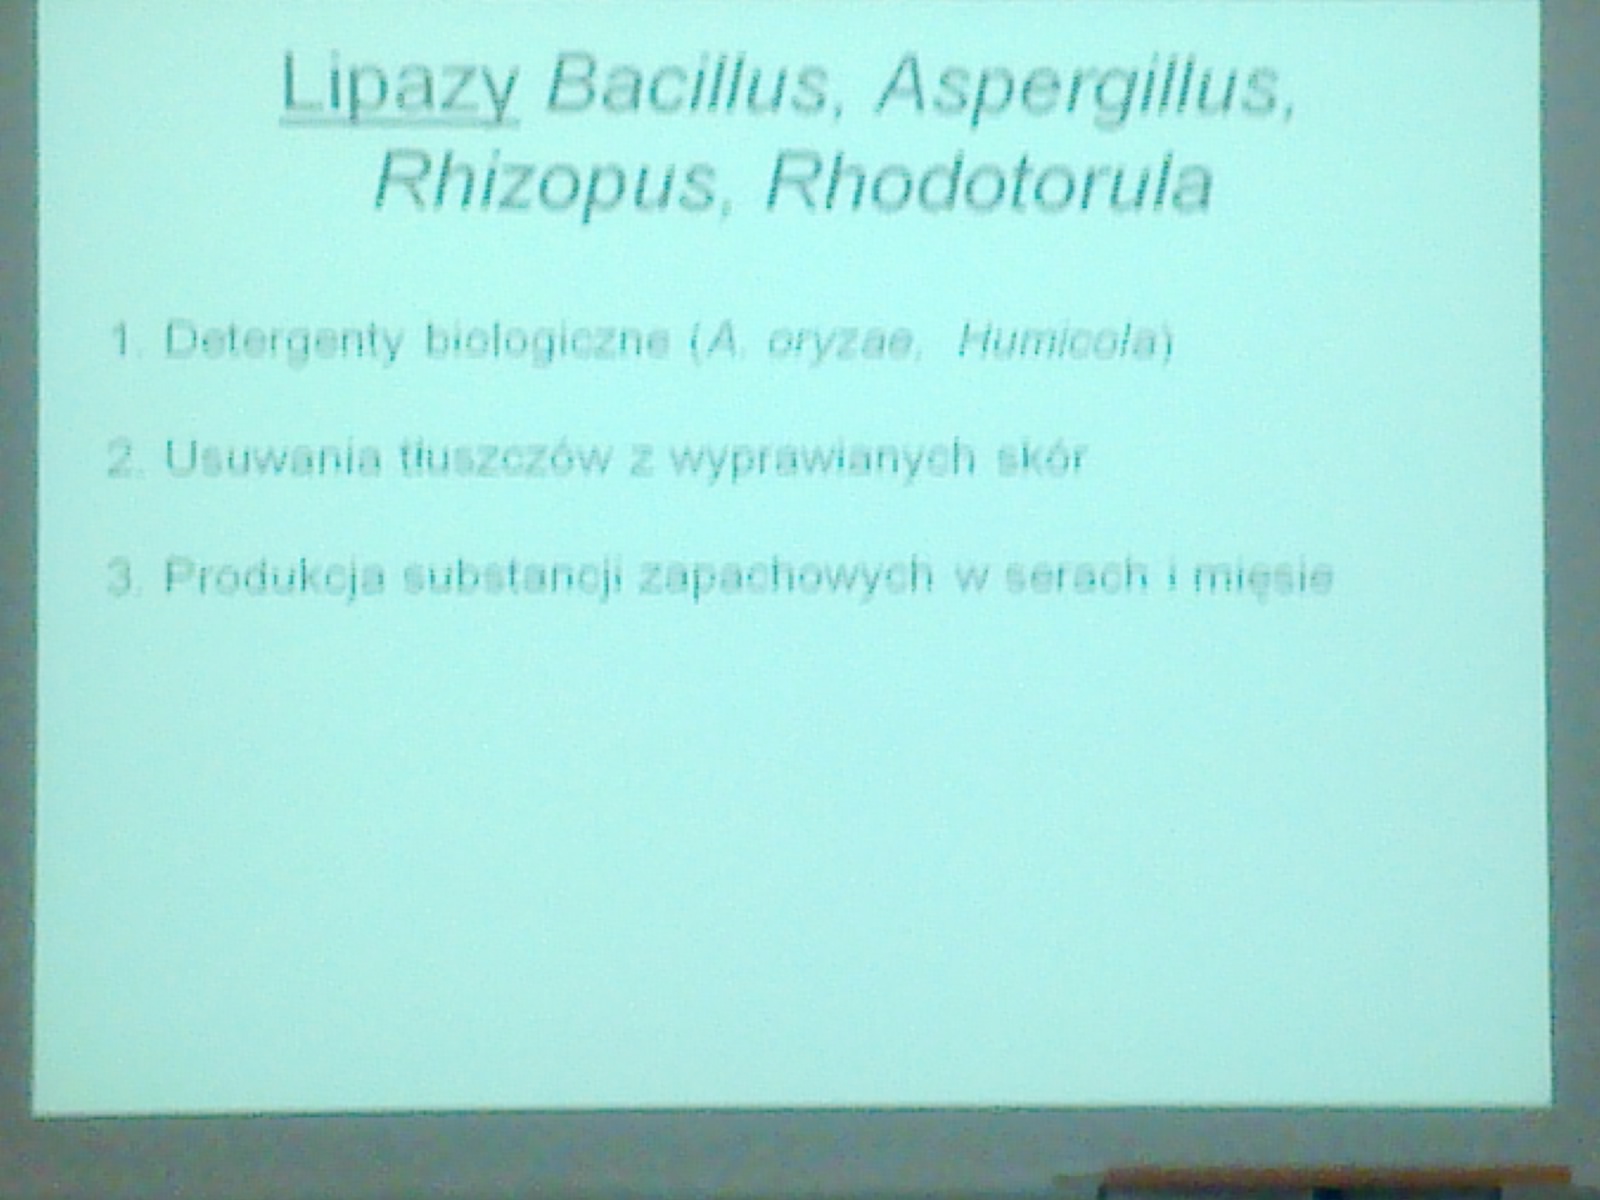 Lipazy Bacillus, Aspergillus,
Rhizopus, Rhodotorula
1. Detergenty biologiczne (A. oryzae, Humicola)
2. Usuwania tłuszczów z wyprawianych skór
3. Produkcja substancji zapachowych w serach i mięsie